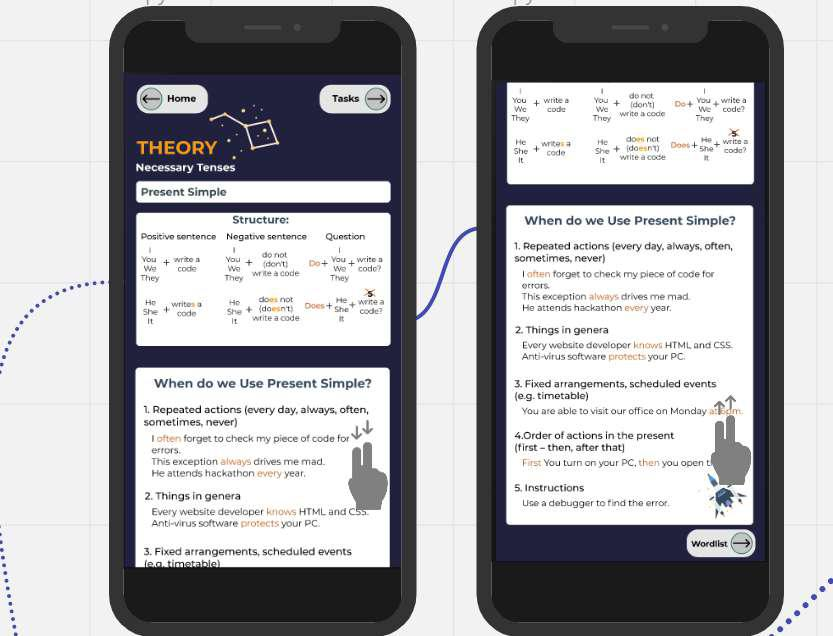 Home
Tasks
THEORY
Necessary Tenses
Present Simple
Structure:
Positive sentence Negative sentence Question
I
You
We
They
+
write a
code
I
You
We
They
+
do not
(don't)
write a code
Do +
I
You
We
They
+
write a
code?
He
She
It
+
writes a
code
He
She
It
+
does not
(doesn't)
write a code
Does +
He
She
It
+
s
write a
code?
When do we Use Present Simple?
1. Repeated actions (every day, always, often,
sometimes, never)
I often forget to check my piece of code for
errors.
This exception always drives me mad.
He attends hackathon every year.
2. Things in genera
Every website developer knows HTML and CSS.
Anti-virus software protects your PC.
3. Fixed arrangements, scheduled events
(e.g. timetable)
I
You
We
They
+
write a
code
I
You
We
They
+
do not
(don't)
write a code
Do +
I
You
We
They
+
write a
code?
He
She
It
+
writes a
code
He
She
It
+
does not
(doesn't)
write a code
Does +
He
She
It
+
s
write a
code?
When do we Use Present Simple?
1. Repeated actions (every day, always, often,
sometimes, never)
I often forget to check my piece of code for
errors.
This exception always drives me mad.
He attends hackathon every year.
2. Things in genera
Every website developer knows HTML and CSS.
Anti-virus software protects your PC.
3. Fixed arrangements, scheduled events
(e.g. timetable)
You are able to visit our office on Monday
4.Order of actions in the present
(first – then, after that)
First You turn on your PC, then you open
5. Instructions
Use a debugger to find the error.
Wordlist